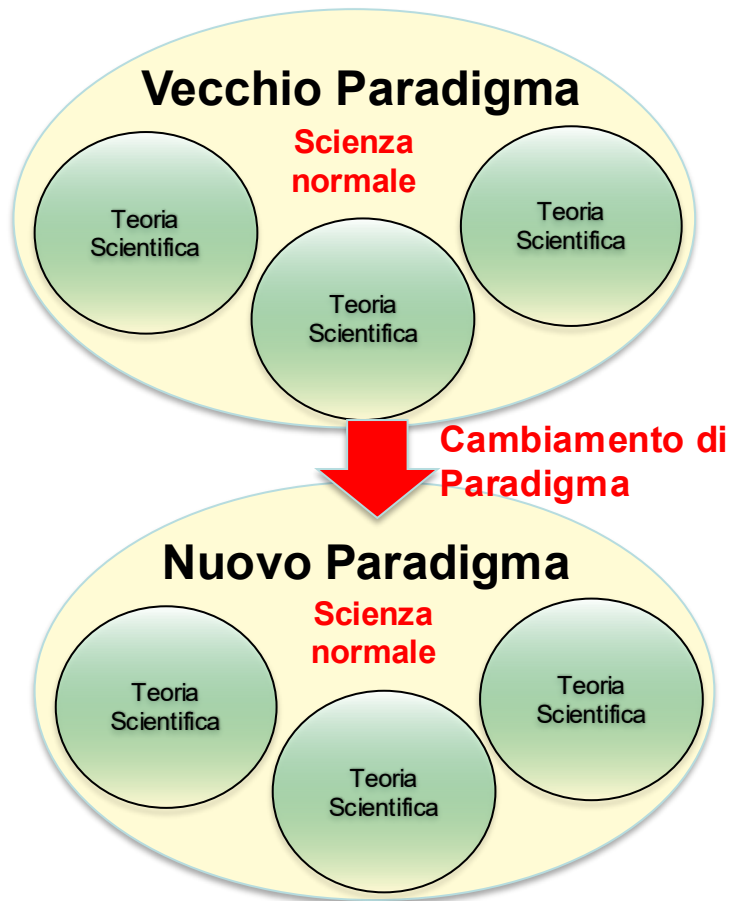 Vecchio Paradigma
Scienza
normale
Teoria
Scientifica
Teoria
Scientifica
Teoria
Scientifica
Cambiamento di
Paradigma
Nuovo Paradigma
Scienza
normale
Teoria
Scientifica
Teoria
Scientifica
Teoria
Scientifica